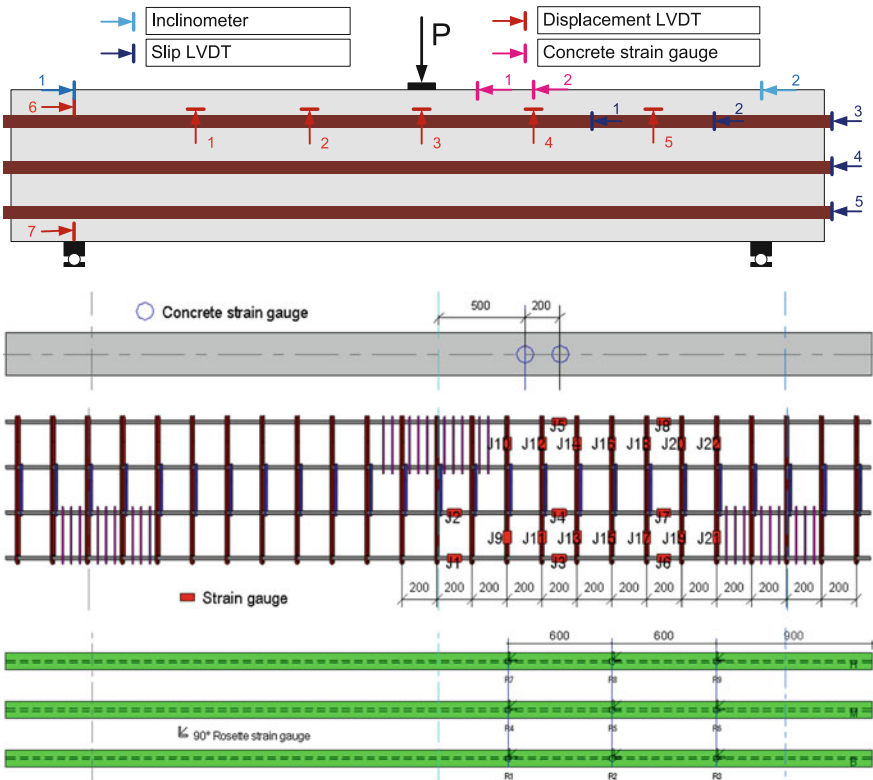 Inclinometer
Displacement LVDT
P
Slip LVDT
Concrete strain gauge
1 1 2 2
6 1 2 3
1 2 3 4 5
4
5
7
500 200
Concrete strain gauge
J5 J8
J10 J12 J14 J16 J18 J20 J22
J2 J4 J7
J9 J11 J13 J15 J17 J19 J21
J1 J3 J6
200 200 200 200 200 200 200 200 200 200 200 200 200
Strain gauge
600 600 900
H
R7 R8 R9
M
R4 R5 R6
90° Rosette strain gauge
B
R1 R2 R3